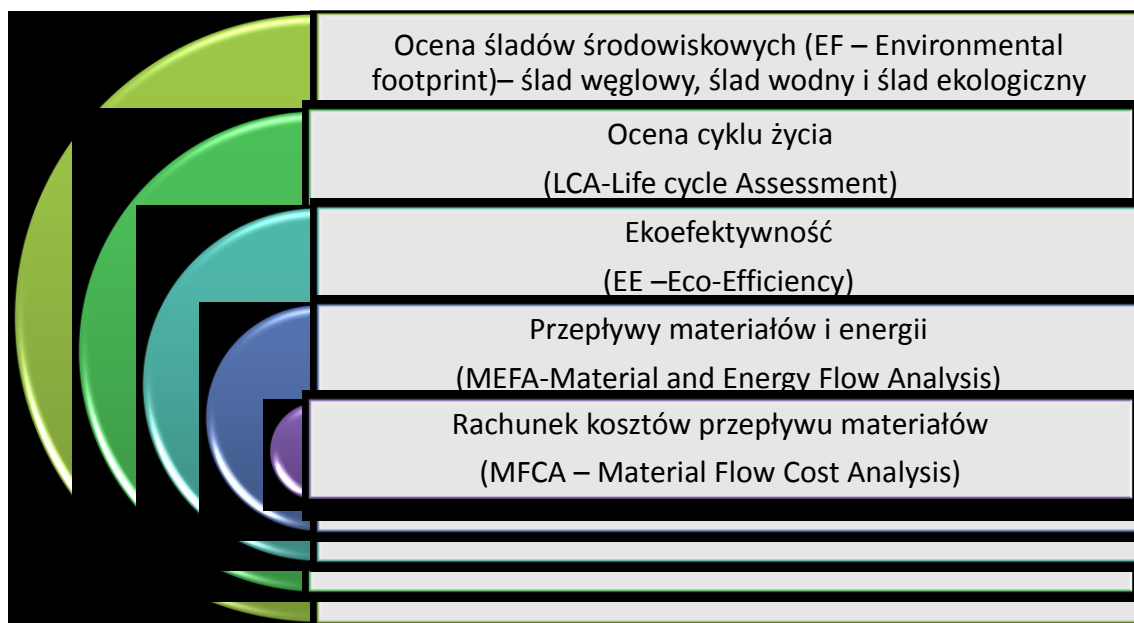 Ocena śladów środowiskowych (EF – Environmental
footprint)– ślad węglowy, ślad wodny i ślad ekologiczny
Ocena cyklu życia
(LCA-Life cycle Assessment)
Ekoefektywność
(EE –Eco-Efficiency)
Przepływy materiałów i energii
(MEFA-Material and Energy Flow Analysis)
Rachunek kosztów przepływu materiałów
(MFCA – Material Flow Cost Analysis)